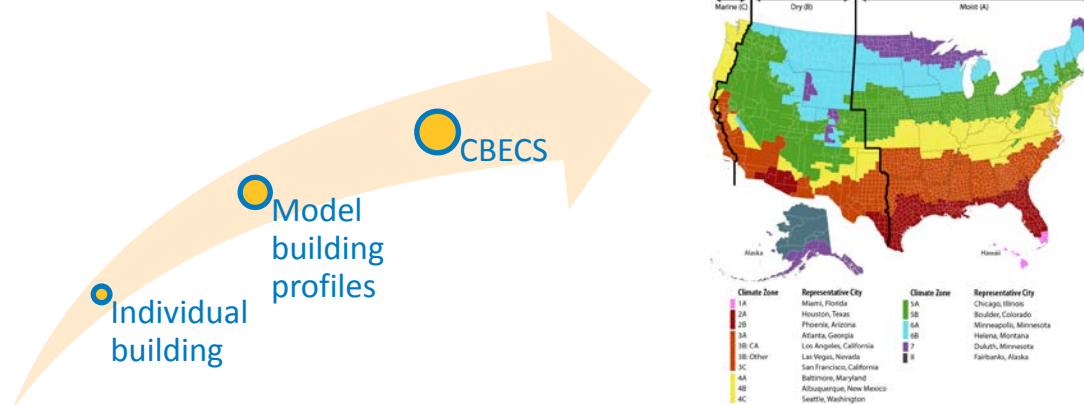 Individual
building
Model
building
profiles
CBECS
Marine (C) Dry (B) Moist (A)
Alaska
Hawaii
Climate Zone Representative City
1A Miami, Florida
2A Houston, Texas
2B Phoenix, Arizona
3A Atlanta, Georgia
3B: CA Los Angeles, California
3B: Other Las Vegas, Nevada
3C San Francisco, California
4A Baltimore, Maryland
4B Albuquerque, New Mexico
4C Seattle, Washington
Climate Zone Representative City
5A Chicago, Illinois
5B Boulder, Colorado
6A Minneapolis, Minnesota
6B Helena, Montana
7 Duluth, Minnesota
8 Fairbanks, Alaska